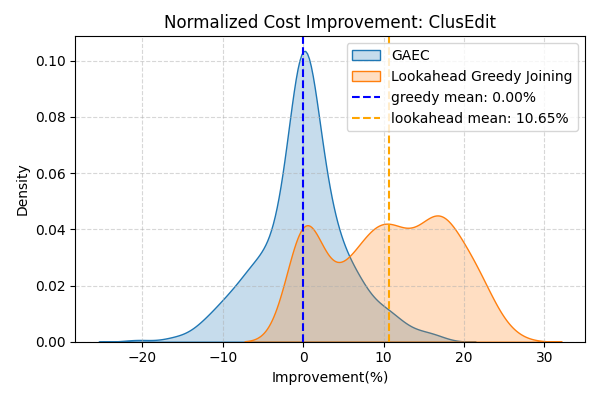 Normalized Cost Improvement: ClusEdit
GAEC
Lookahead Greedy Joining
greedy mean: 0.00%
lookahead mean: 10.65%
Density
0.10
0.08
0.06
0.04
0.02
0.00
−20
−10
0
10
20
30
Improvement(%)